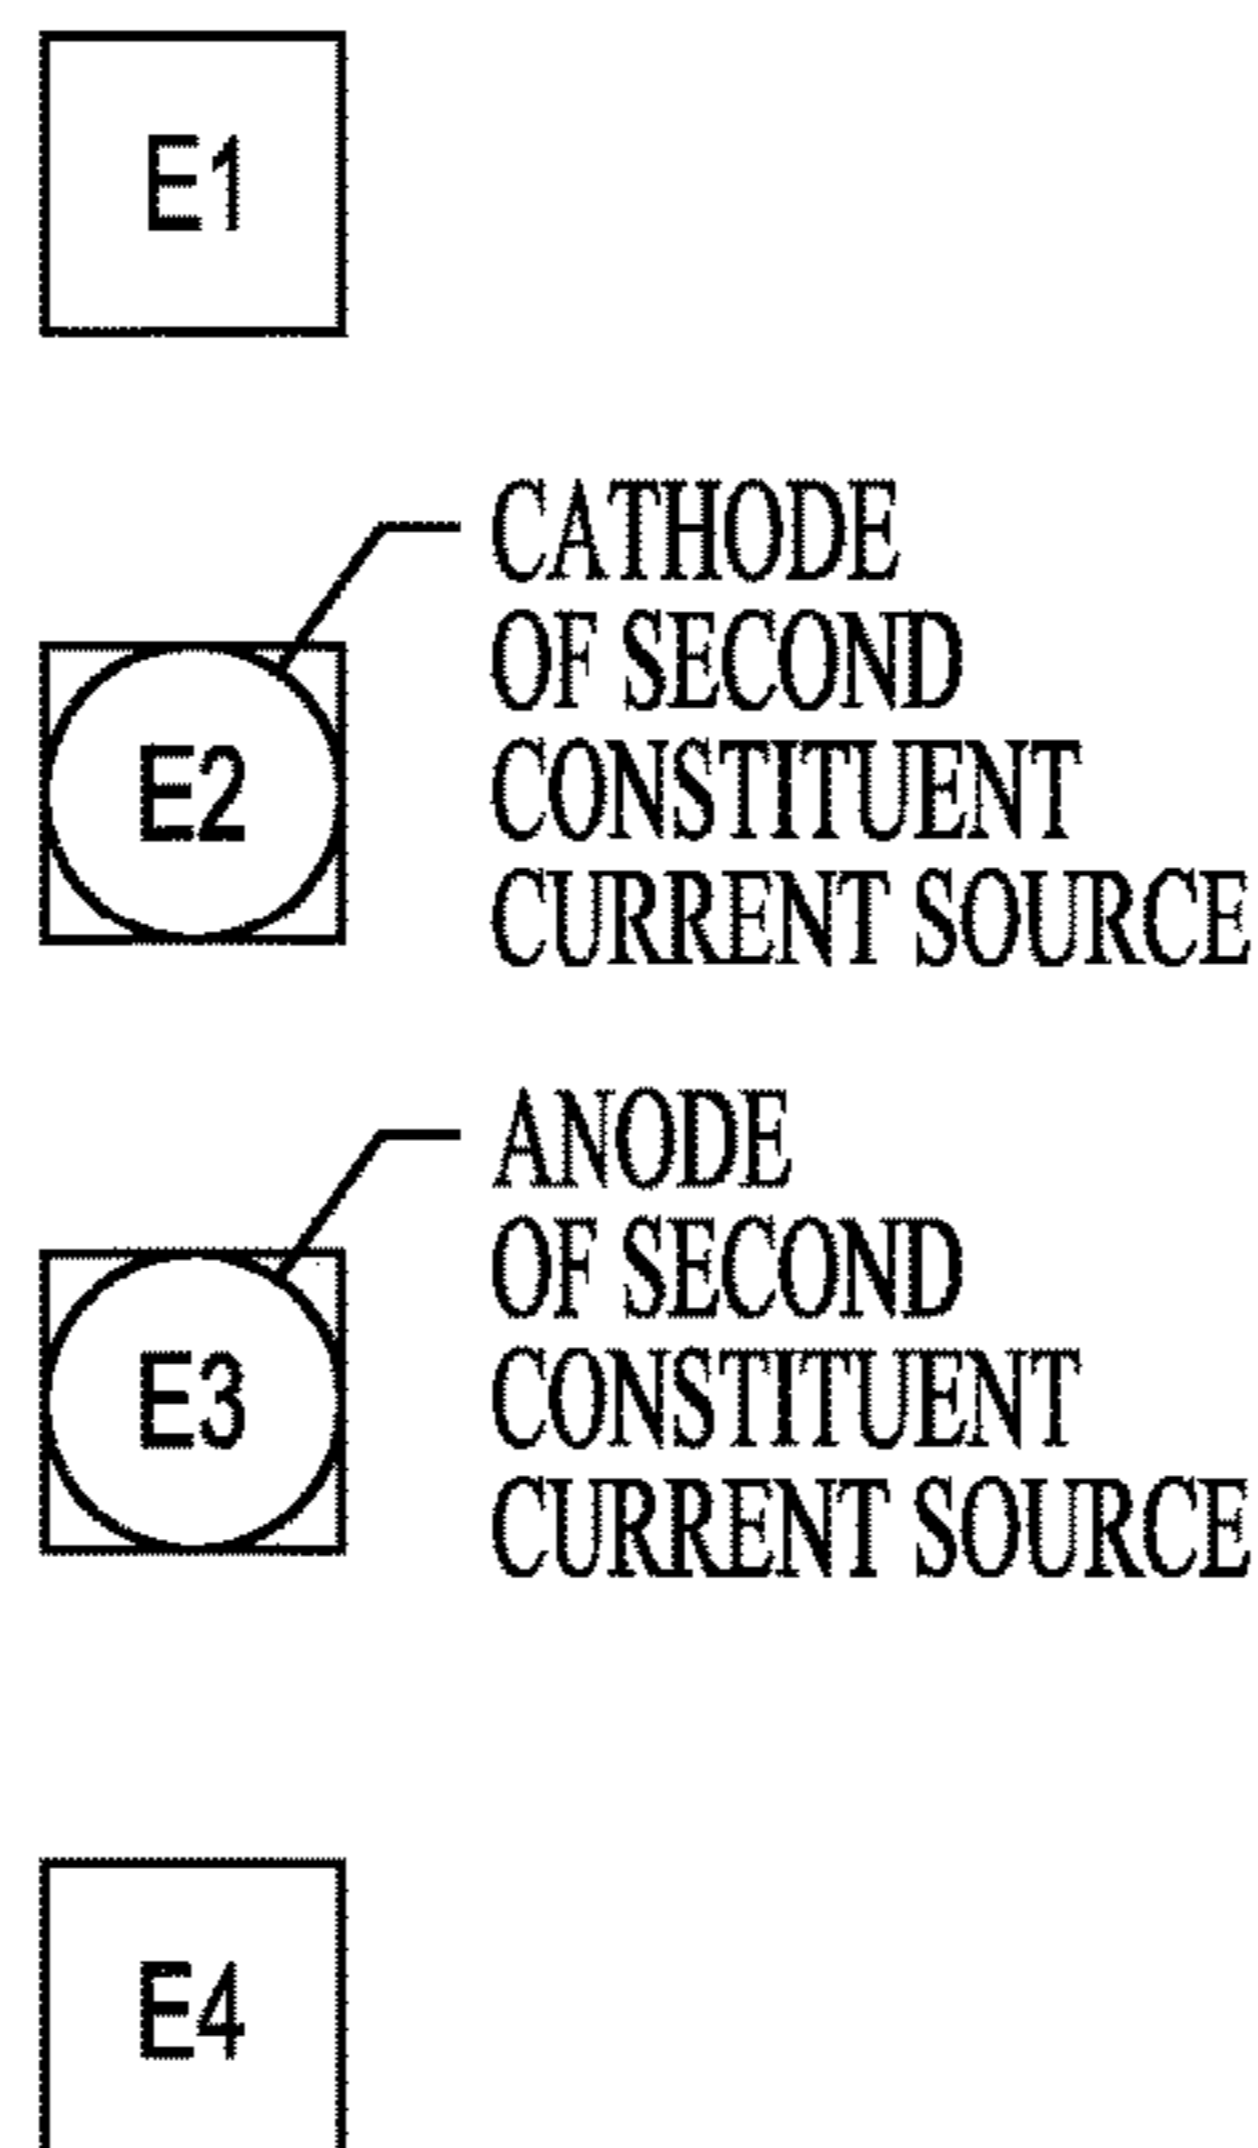 E1
CATHODE
OF SECOND
E2
CONSTITUENT
CURRENT SOURCE
ANODE
OF SECOND
E3
CONSTITUENT
CURRENT SOURCE
E4